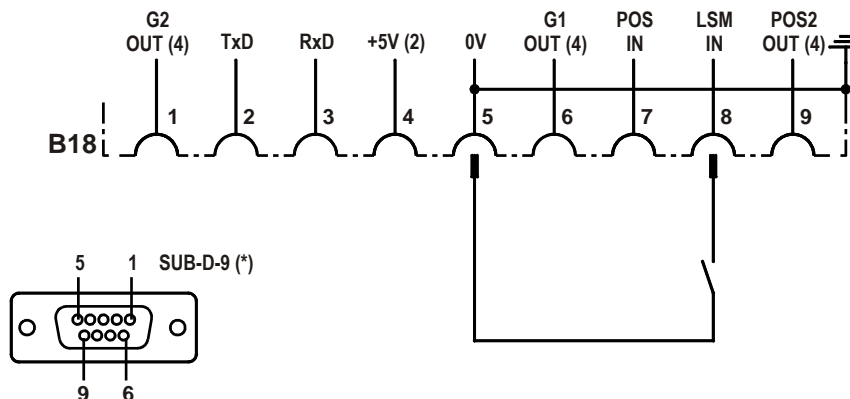 G2 OUT (4)
TxD
RxD
+5V (2)
0V
G1 OUT (4)
POS IN
LSM IN
POS2 OUT (4)
1 2 3 4 5 6 7 8 9
B18
5 1 SUB-D-9 (*)
9 6